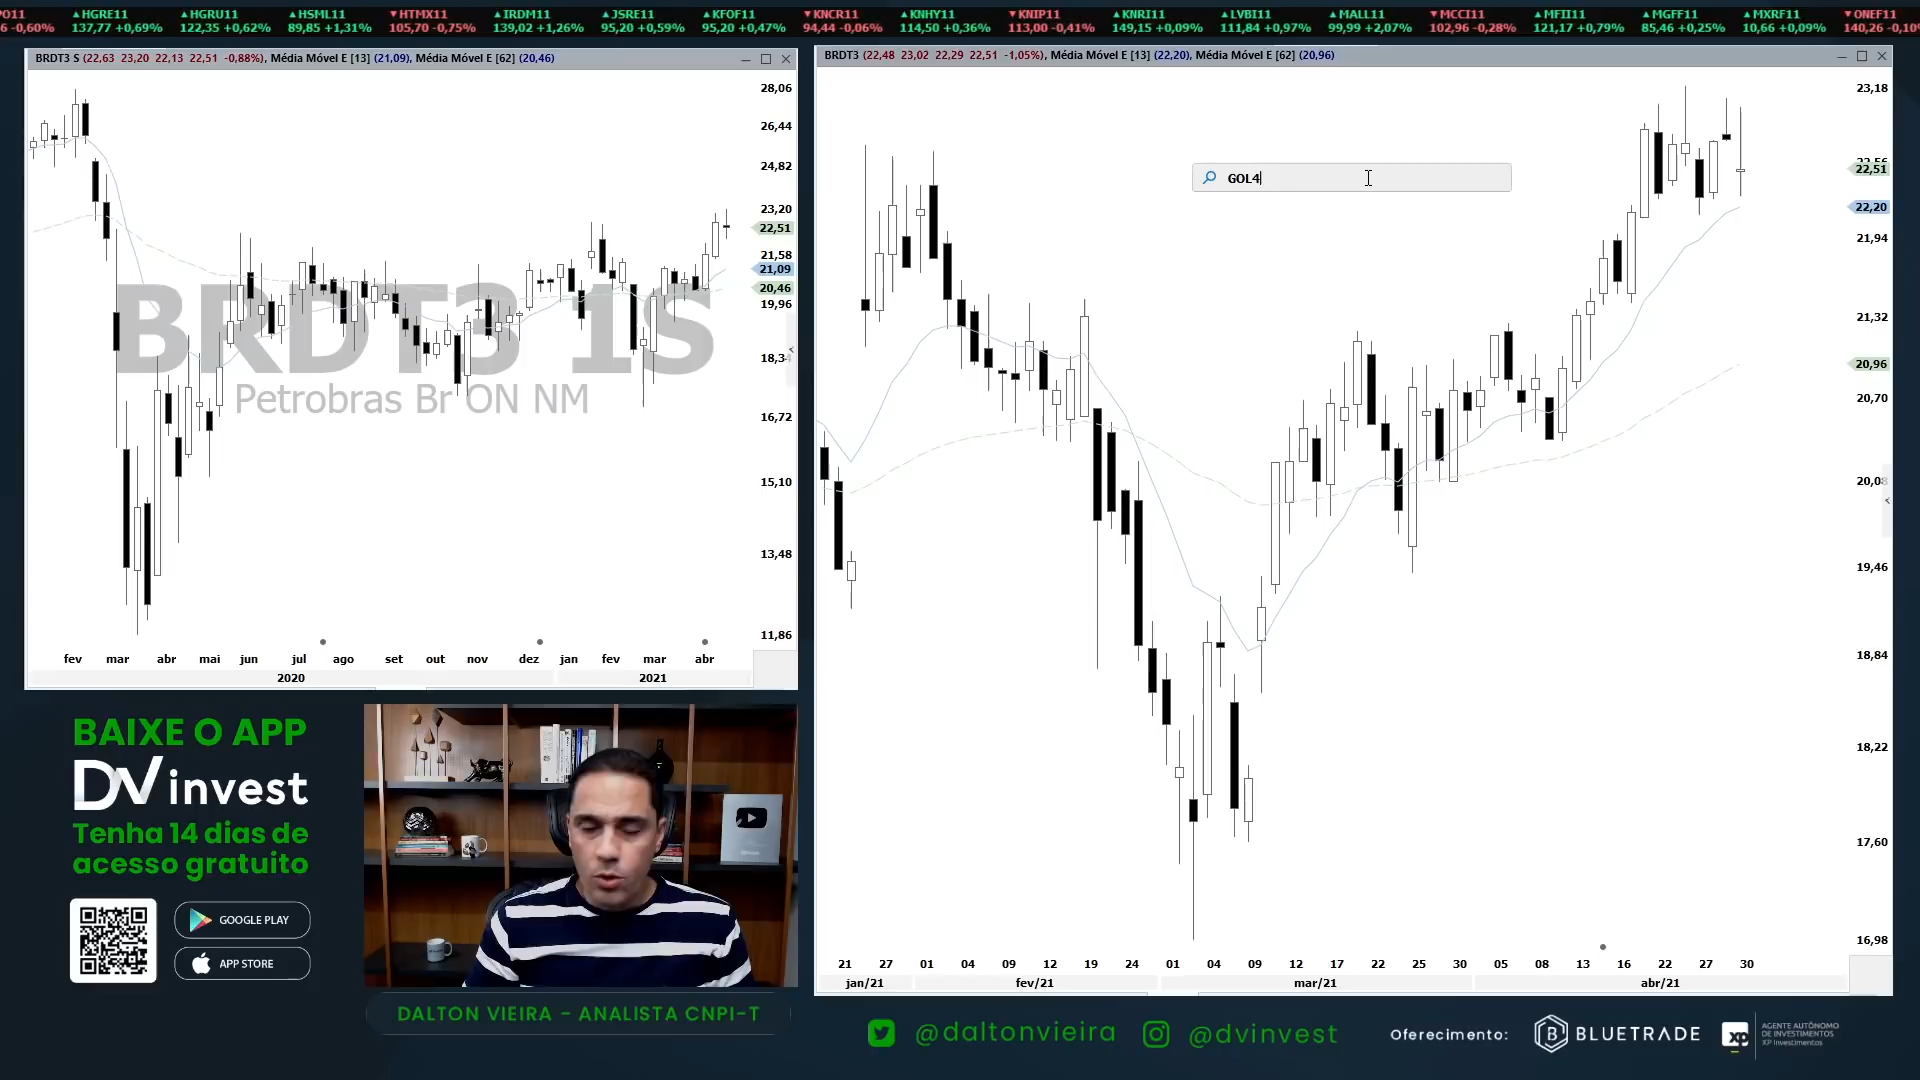 ▲HGRE11 ▲HGRU11 ▲HSML11 ▼HTMX11 ▲IRDM11 ▲JSRE11 ▲KFOF11 ▼KNCR11 ▲KNHY11 ▼KNIP11 ▲KNRI11 ▲LVBI11 ▲MALL11 ▼MCCI11 ▲MFII11 ▲MGFF11 ▲MXRF11 ▼ONEF11
-0,60% 137,77 +0,69% 122,35 +0,62% 89,85 +1,31% 105,70 -0,75% 139,02 +1,26% 95,20 +0,59% 95,20 +0,47% 94,44 -0,06% 114,50 +0,36% 113,00 -0,41% 149,15 +0,09% 111,84 +0,97% 99,99 +2,07% 102,96 -0,28% 121,17 +0,79% 85,46 +0,25% 10,66 +0,09% 140,26
BRDT3 S (22,63 23,20 22,13 22,51 -0,88%), Média Móvel E [13] (21,09), Média Móvel E [62] (20,46)
28,06
26,44
24,82
23,20
22,51
21,58
21,09
20,46
19,96
16,72
15,10
13,48
11,86
BRDT3 1S
Petrobras Br ON NM
fev mar abr mai jun jul ago set out nov dez jan fev mar abr
2020 2021
BRDT3 (22,48 23,02 22,29 22,51 -1,05%), Média Móvel E [13] (22,20), Média Móvel E [62] (20,96)
GOL4
23,18
22,51
22,20
21,94
21,32
20,96
20,70
19,46
18,84
18,22
17,60
16,98
21 27 01 04 09 12 19 24 01 04 09 12 17 22 25 30 05 08 13 16 22 27 30
jan/21 fev/21 mar/21 abr/21
BAIXE O APP
DV invest
Tenha 14 dias de
acesso gratuito
GOOGLE PLAY
APP STORE
DALTON VIEIRA - ANALISTA CNPI-T
@daltonvieira @dvinvest
Oferecimento: BLUETRADE
xp
AGENTE AUTÔNOMO
DE INVESTIMENTOS
XP Investimentos